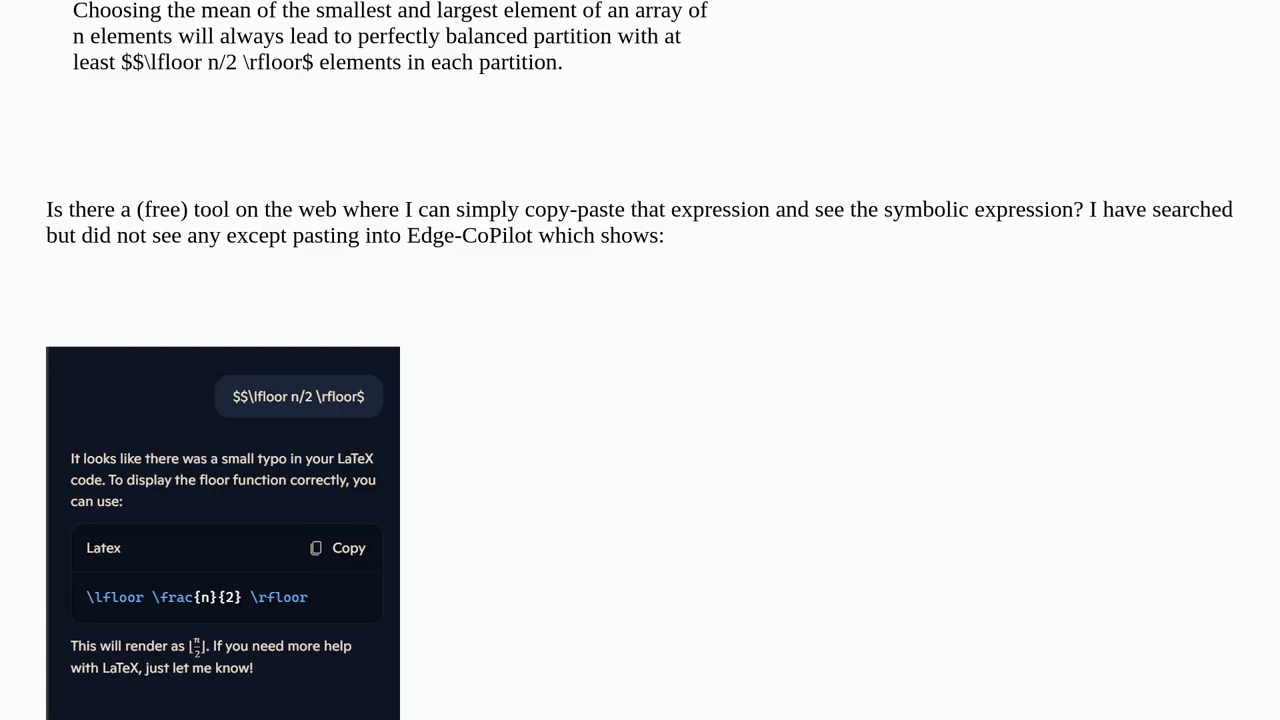 Choosing the mean of the smallest and largest element of an array of
n elements will always lead to perfectly balanced partition with at
least $$\lfloor n/2 \rfloor$ elements in each partition.
Is there a (free) tool on the web where I can simply copy-paste that expression and see the symbolic expression? I have searched
but did not see any except pasting into Edge-CoPilot which shows:
$$\lfloor n/2 \rfloor$
It looks like there was a small typo in your LaTeX
code. To display the floor function correctly, you
can use:
Latex Copy
\lfloor \frac{n}{2} \rfloor
This will render as ⌊n/2⌋. If you need more help
with LaTeX, just let me know!